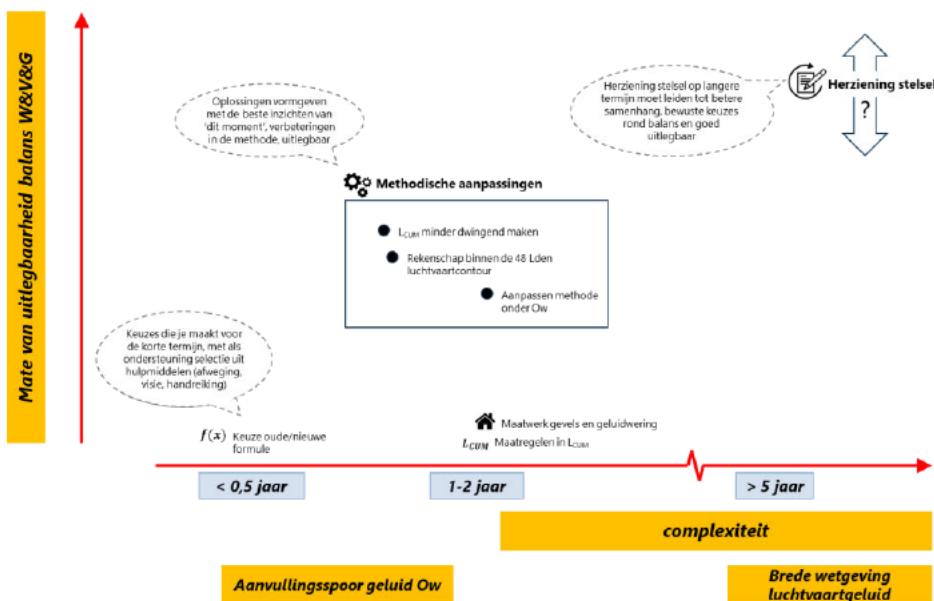 Mate van uitlegbaarheid balans W&V&G
Oplossingen vormgeven
met de beste inzichten van
'dit moment', verbeteringen
in de methode, uitlegbaar
Herziening stelsel op langere
termijn moet leiden tot betere
samenhang, bewuste keuzes
rond balans en goed
uitlegbaar
Herziening stelsel
?
Methodische aanpassingen
LCUM minder dwingend maken
Rekenschap binnen de 48 Lden
luchtvaartcontour
Aanpassen methode
onder Ow
Keuzes die je maakt voor
de korte termijn, met als
ondersteuning selectie uit
hulpmiddelen (afweging,
visie, handreiking)
f(x) Keuze oude/nieuwe
formule
Maatwerk gevels en geluidwering
LCUM Maatregelen in LCUM
< 0,5 jaar
1-2 jaar
> 5 jaar
complexiteit
Aanvullingsspoor geluid Ow
Brede wetgeving
luchtvaartgeluid